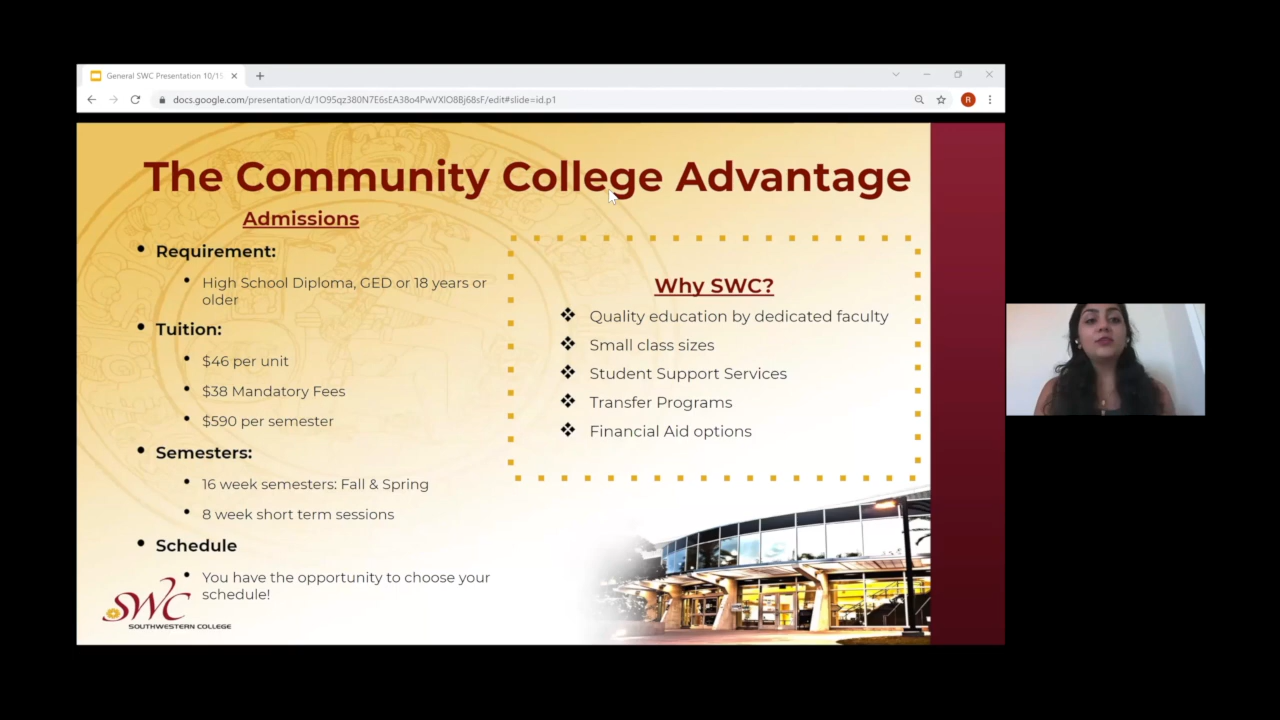 General SWC Presentation 10/15
docs.google.com/presentation/d/1O95qz380N7E6sEA38o4PwVXIO8Bj68sF/edit#slide=id.p1
R
The Community College Advantage
Admissions
• Requirement:
• High School Diploma, GED or 18 years or
older
• Tuition:
• $46 per unit
• $38 Mandatory Fees
• $590 per semester
• Semesters:
• 16 week semesters: Fall & Spring
• 8 week short term sessions
• Schedule
• You have the opportunity to choose your
schedule!
Why SWC?
❖ Quality education by dedicated faculty
❖ Small class sizes
❖ Student Support Services
❖ Transfer Programs
❖ Financial Aid options
SWC
SOUTHWESTERN COLLEGE